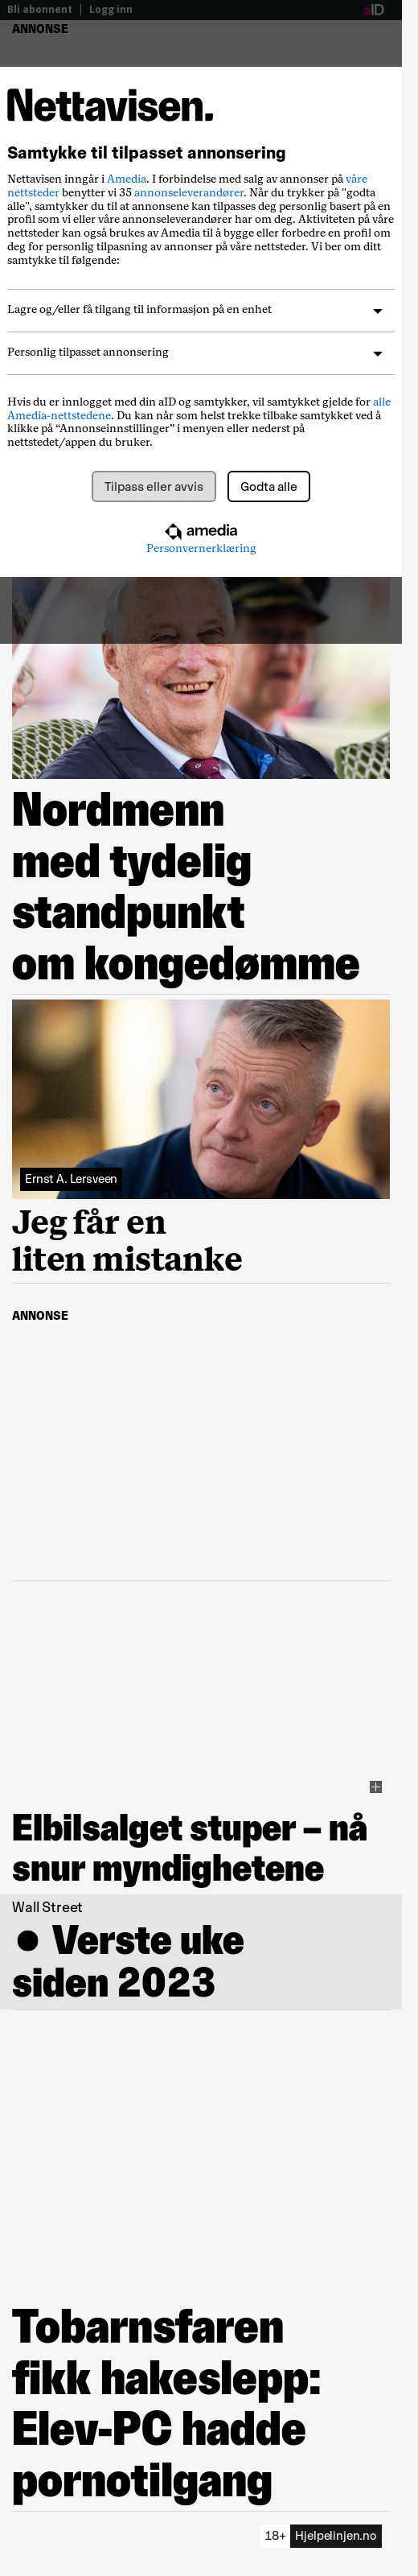 Bli abonnent | Logg inn aID
ANNONSE
Nettavisen.
Samtykke til tilpasset annonsering
Nettavisen inngår i Amedia. I forbindelse med salg av annonser på våre
nettsteder benytter vi 35 annonseleverandører. Når du trykker på "godta
alle", samtykker du til at annonsene kan tilpasses deg personlig basert på en
profil som vi eller våre annonseleverandører har om deg. Aktiviteten på våre
nettsteder kan også brukes av Amedia til å bygge eller forbedre en profil om
deg for personlig tilpasning av annonser på våre nettsteder. Vi ber om ditt
samtykke til følgende:
Lagre og/eller få tilgang til informasjon på en enhet
Personlig tilpasset annonsering
Hvis du er innlogget med din aID og samtykker, vil samtykket gjelde for alle
Amedia-nettstedene. Du kan når som helst trekke tilbake samtykket ved å
klikke på “Annonseinnstillinger” i menyen eller nederst på
nettstedet/appen du bruker.
Tilpass eller avvis Godta alle
amedia
Personvernerklæring
Nordmenn
med tydelig
standpunkt
om kongedømme
Ernst A. Lersveen
Jeg får en
liten mistanke
ANNONSE
Elbilsalget stuper – nå
snur myndighetene
Wall Street
● Verste uke
siden 2023
Tobarnsfaren
fikk hakeslepp:
Elev-PC hadde
pornotilgang
18+ Hjelpelinjen.no